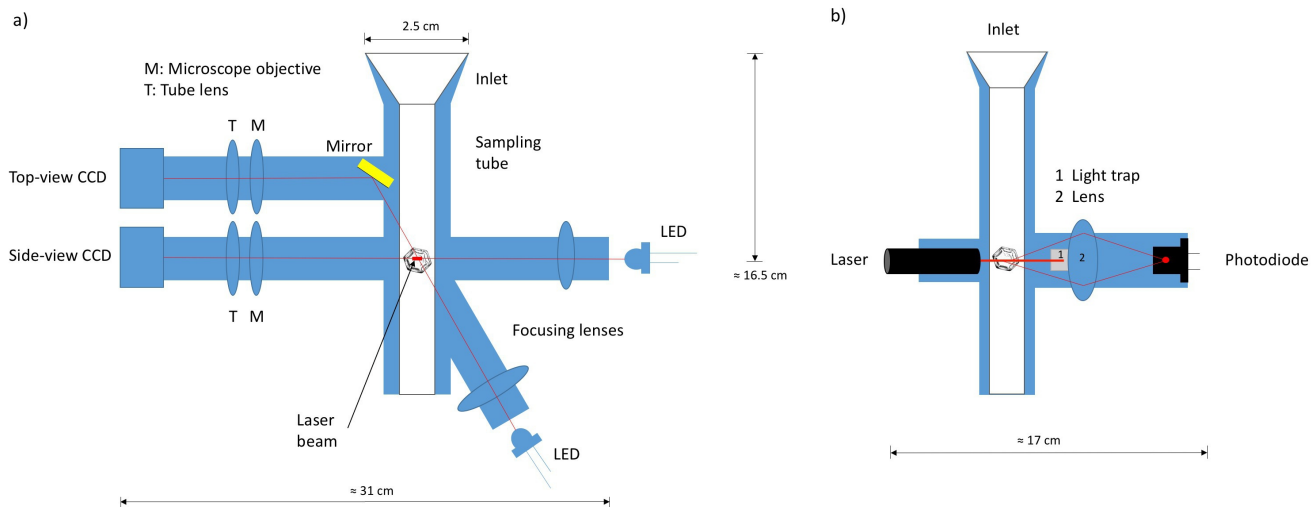 a)
2.5 cm
M: Microscope objective
T: Tube lens
Inlet
T M
Mirror
Sampling
tube
Top-view CCD
Side-view CCD
LED
≈ 16.5 cm
T M
Focusing lenses
Laser
beam
LED
≈ 31 cm
b)
Inlet
1 Light trap
2 Lens
Laser
1
2
Photodiode
≈ 17 cm